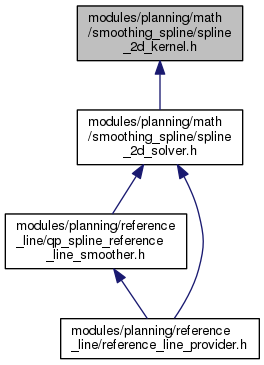 modules/planning/math
/smoothing_spline/spline
_2d_kernel.h
modules/planning/math
/smoothing_spline/spline
_2d_solver.h
modules/planning/reference
_line/qp_spline_reference
_line_smoother.h
modules/planning/reference
_line/reference_line_provider.h